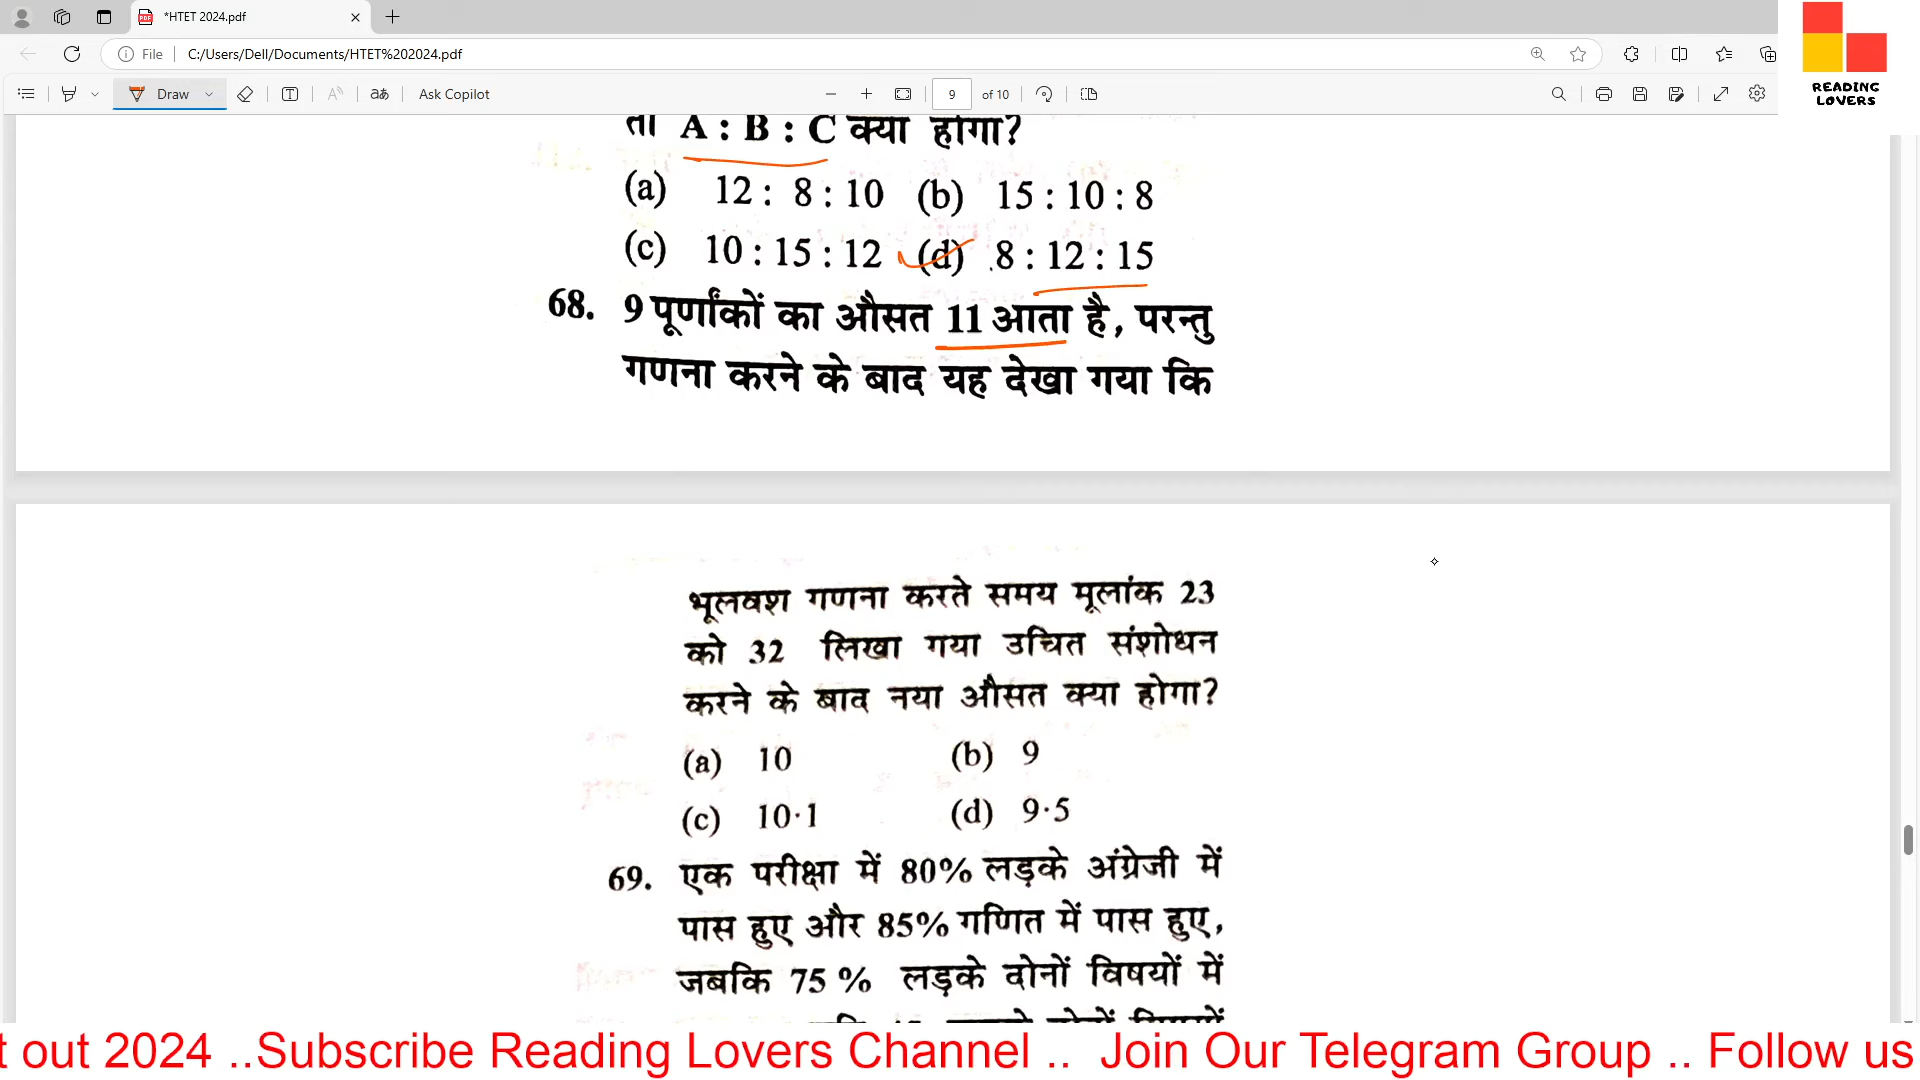 *HTET 2024.pdf
File C:/Users/Dell/Documents/HTET%202024.pdf
Draw Ask Copilot 9 of 10
READING
LOVERS
तो A : B : C क्या होगा?
(a) 12 : 8 : 10 (b) 15 : 10 : 8
(c) 10 : 15 : 12 (d) 8 : 12 : 15
68. 9 पूर्णांकों का औसत 11 आता है, परन्तु
गणना करने के बाद यह देखा गया कि
भूलवश गणना करते समय मूलांक 23
को 32 लिखा गया उचित संशोधन
करने के बाद नया औसत क्या होगा?
(a) 10 (b) 9
(c) 10·1 (d) 9·5
69. एक परीक्षा में 80% लड़के अंग्रेजी में
पास हुए और 85% गणित में पास हुए,
जबकि 75 % लड़के दोनों विषयों में
t out 2024 ..Subscribe Reading Lovers Channel .. Join Our Telegram Group .. Follow us